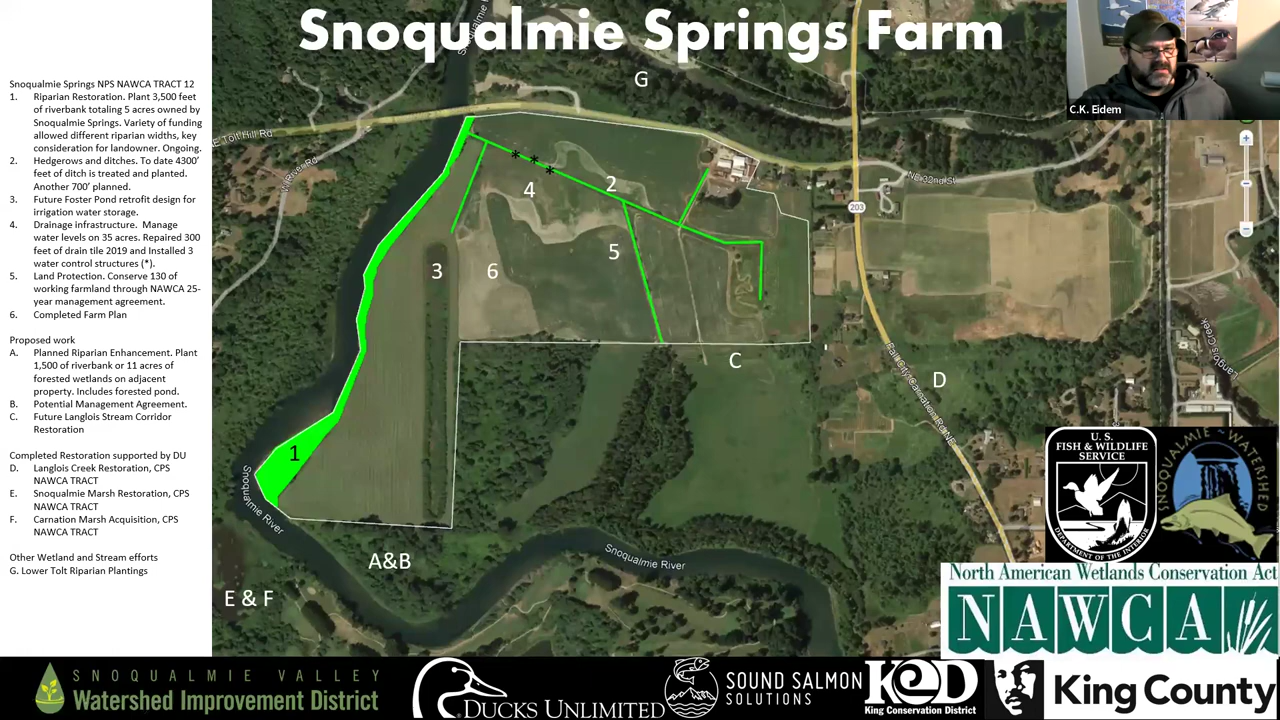 Snoqualmie Springs Farm
C.K. Eidem
Snoqualmie Springs NPS NAWCA TRACT 12
1. Riparian Restoration. Plant 3,500 feet
of riverbank totaling 5 acres owned by
Snoqualmie Springs. Variety of funding
allowed different riparian widths, key
consideration for landowner. Ongoing.
2. Hedgerows and ditches. To date 4300'
feet of ditch is treated and planted.
Another 700' planned.
3. Future Foster Pond retrofit design for
irrigation water storage.
4. Drainage infrastructure. Manage
water levels on 35 acres. Repaired 300
feet of drain tile 2019 and Installed 3
water control structures (*).
5. Land Protection. Conserve 130 of
working farmland through NAWCA 25-
year management agreement.
6. Completed Farm Plan
Proposed work
A. Planned Riparian Enhancement. Plant
1,500 of riverbank or 11 acres of
forested wetlands on adjacent
property. Includes forested pond.
B. Potential Management Agreement.
C. Future Langlois Stream Corridor
Restoration
Completed Restoration supported by DU
D. Langlois Creek Restoration, CPS
NAWCA TRACT
E. Snoqualmie Marsh Restoration, CPS
NAWCA TRACT
F. Carnation Marsh Acquisition, CPS
NAWCA TRACT
Other Wetland and Stream efforts
G. Lower Tolt Riparian Plantings
G
NE Tolt Hill Rd
W River Rd
NE 32nd St
203
* * *
4
2
5
3
6
C
D
1
A&B
E & F
Snoqualmie River
Snoqualmie River
Fall City Carnation Rd NE
Langlois Creek
U.S.
FISH & WILDLIFE
SERVICE
DEPARTMENT OF THE INTERIOR
SNOQUALMIE WATERSHED
North American Wetlands Conservation Act
NAWCA
SNOQUALMIE VALLEY
Watershed Improvement District
DUCKS UNLIMITED
SOUND SALMON
SOLUTIONS
KCD
King Conservation District
King County